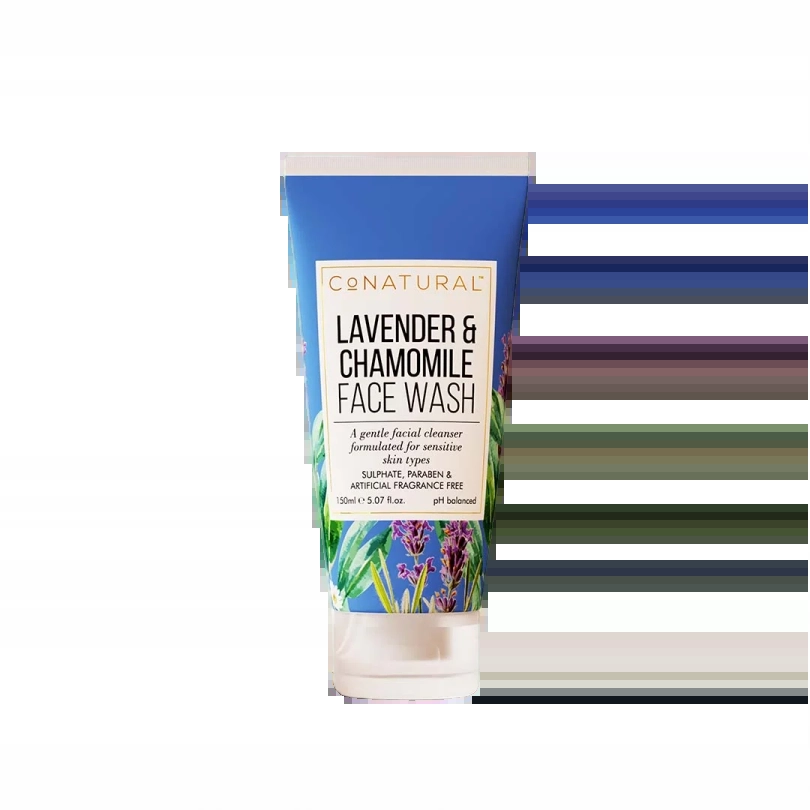 CoNATURAL™
LAVENDER &
CHAMOMILE
FACE WASH
A gentle facial cleanser
formulated for sensitive
skin types
SULPHATE, PARABEN &
ARTIFICIAL FRAGRANCE FREE
150ml ℮ 5.07 fl.oz. pH balanced